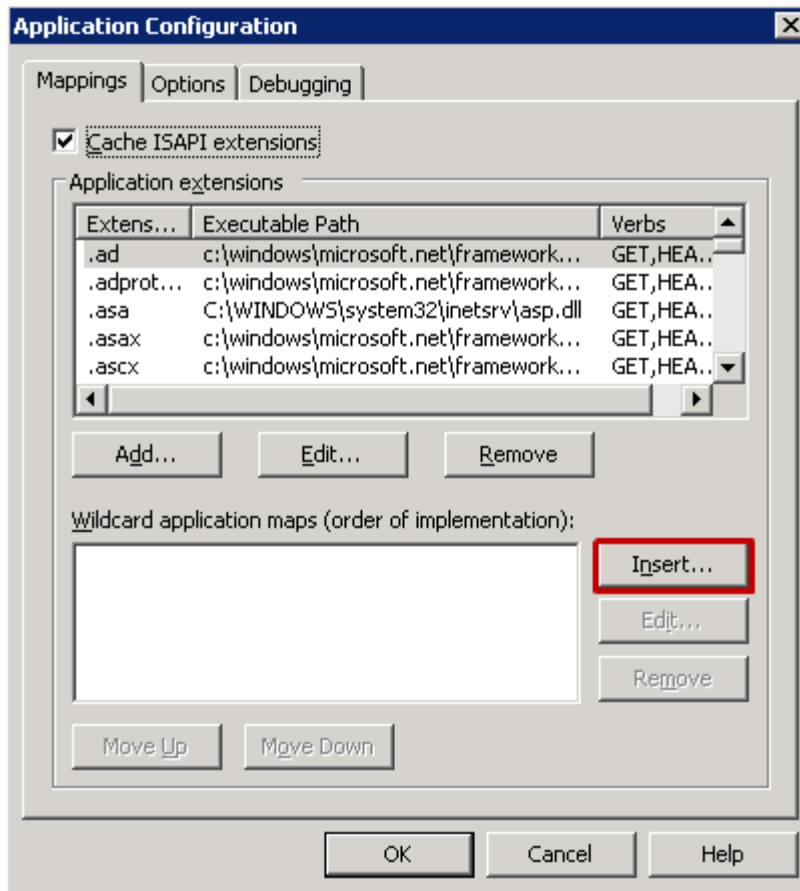 Application Configuration
Mappings Options Debugging
Cache ISAPI extensions
Application extensions
Extens... Executable Path Verbs
.ad c:\windows\microsoft.net\framework... GET,HEA..
.adprot... c:\windows\microsoft.net\framework... GET,HEA..
.asa C:\WINDOWS\system32\inetsrv\asp.dll GET,HEA..
.asax c:\windows\microsoft.net\framework... GET,HEA..
.ascx c:\windows\microsoft.net\framework... GET,HEA..
Add... Edit... Remove
Wildcard application maps (order of implementation):
Insert...
Edit...
Remove
Move Up Move Down
OK Cancel Help